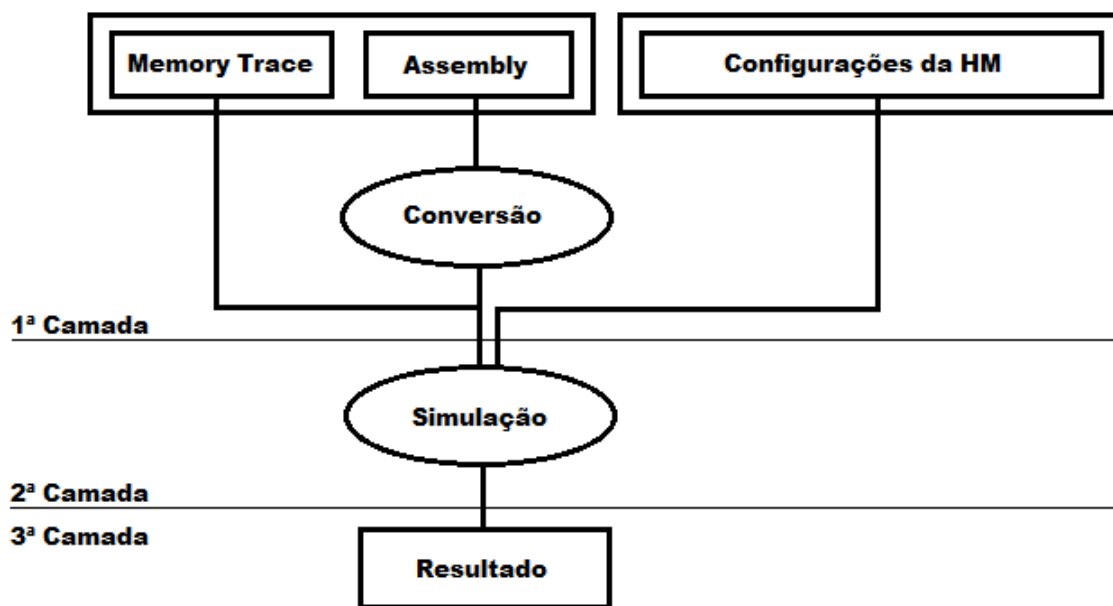 Memory Trace
Assembly
Configurações da HM
Conversão
1ª Camada
Simulação
2ª Camada
3ª Camada
Resultado